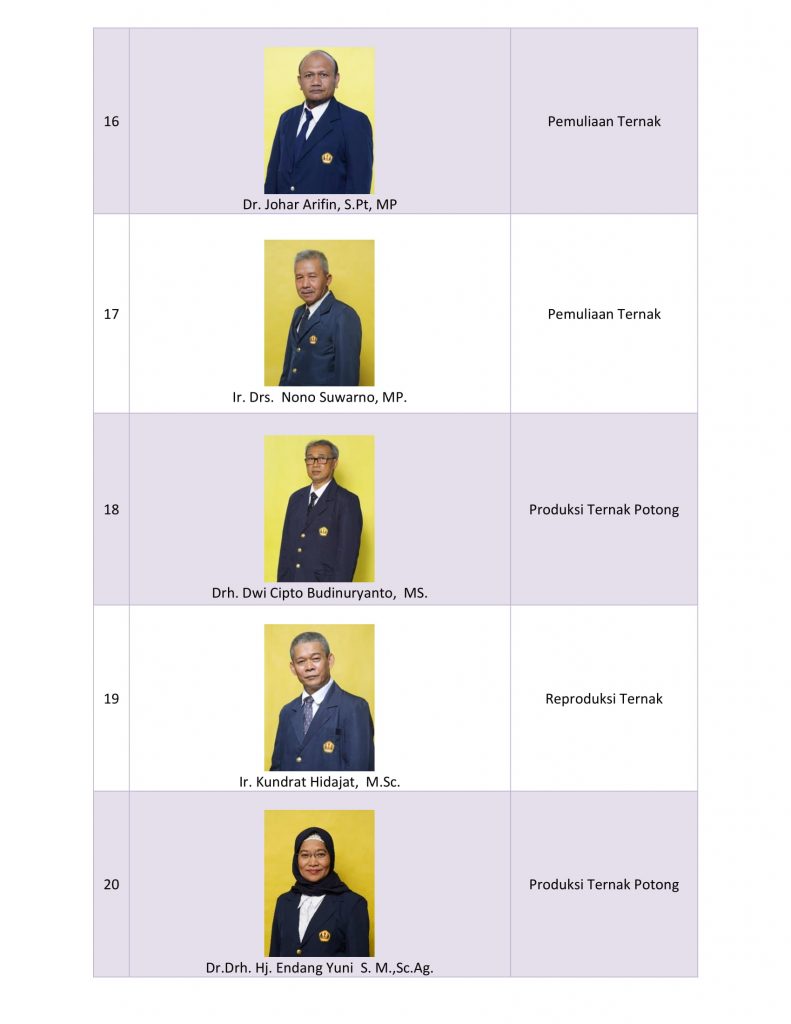 16
Dr. Johar Arifin, S.Pt, MP
Pemuliaan Ternak
17
Ir. Drs.  Nono Suwarno, MP.
Pemuliaan Ternak
18
Drh. Dwi Cipto Budinuryanto,  MS.
Produksi Ternak Potong
19
Ir. Kundrat Hidajat,  M.Sc.
Reproduksi Ternak
20
Dr.Drh. Hj. Endang Yuni  S. M.,Sc.Ag.
Produksi Ternak Potong